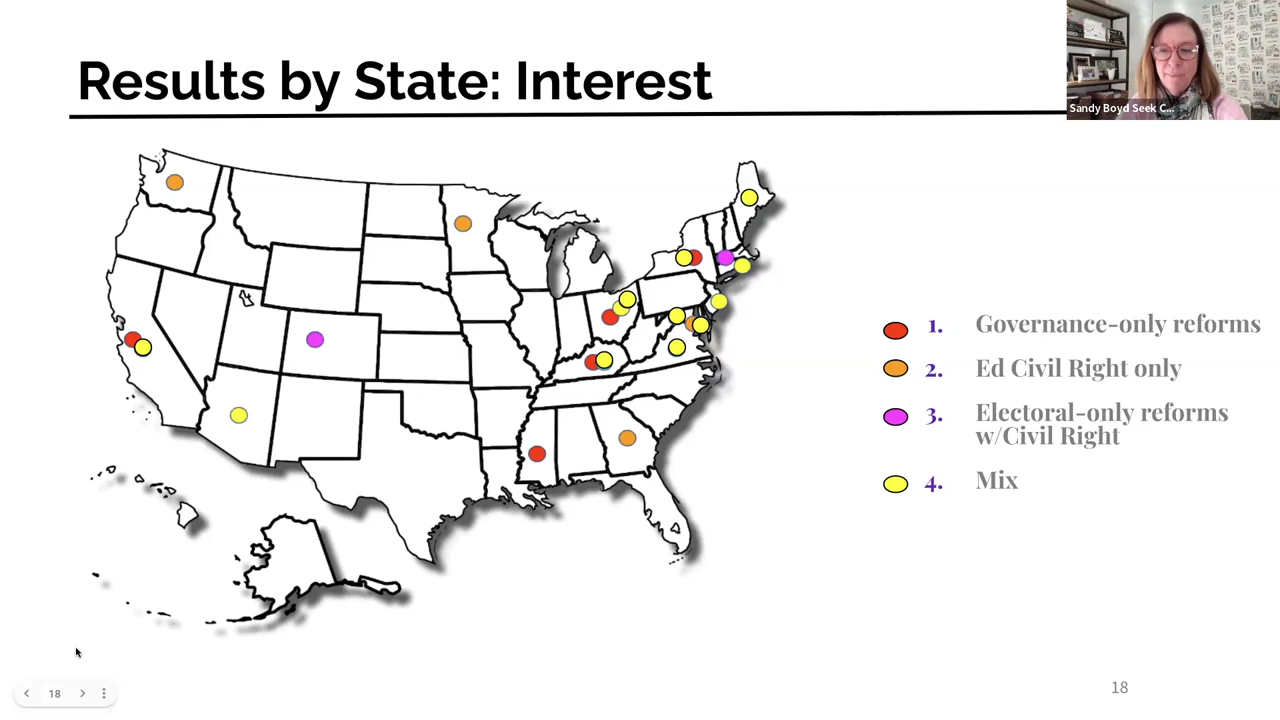 Results by State: Interest
Sandy Boyd Seek C...
1. Governance-only reforms
2. Ed Civil Right only
3. Electoral-only reforms
w/Civil Right
4. Mix
18
18